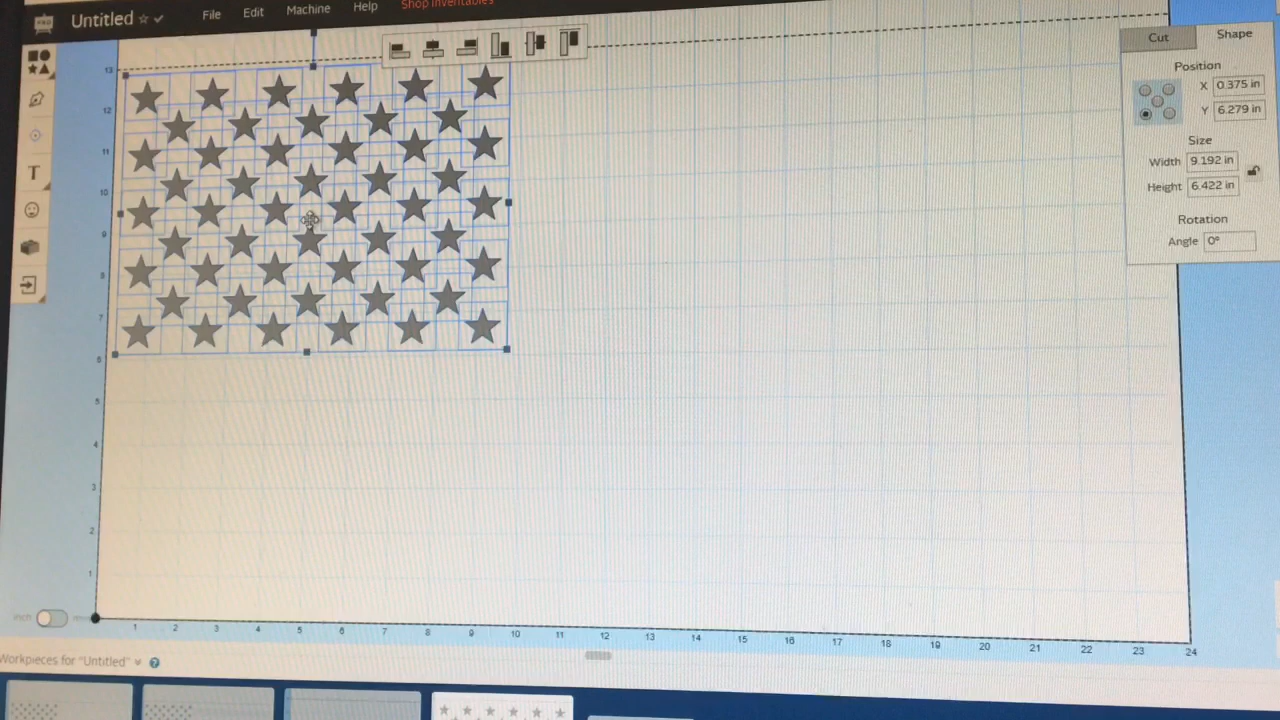 PRO
Untitled
File
Edit
Machine
Help
Shop Inventables
Cut
Shape
Position
X 0.375 in
Y 6.279 in
Size
Width 9.192 in
Height 6.422 in
Rotation
Angle 0°
T
13
12
11
10
9
8
7
6
5
4
3
2
1
inch
1 2 3 4 5 6 7 8 9 10 11 12 13 14 15 16 17 18 19 20 21 22 23 24
Workpieces for "Untitled" ?